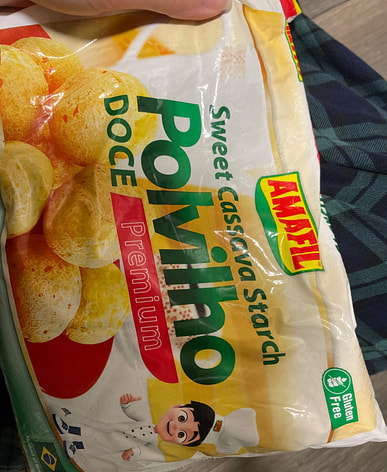 AMAFIL
Sweet Cassava Starch
Polvilho
DOCE
Premium
Gluten
Free